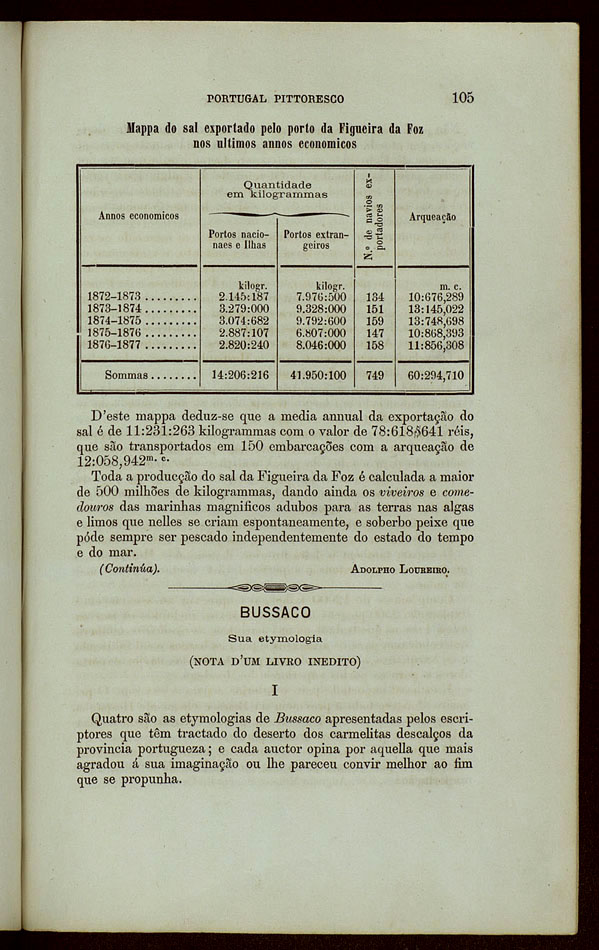 PORTUGAL PITTORESCO 105
Mappa do sal exportado pelo porto da Figueira da Foz
nos ultimos annos economicos
Annos economicos
Quantidade
em kilogrammas
Portos nacio-
naes e Ilhas
Portos extran-
geiros
N.º de navios ex-
portadores
Arqueação
kilogr. kilogr. m. c.
1872-1873 ......... 2.145:187 7.976:500 134 10:676,289
1873-1874 ......... 3.279:000 9.328:000 151 13:145,022
1874-1875 ......... 3.074:682 9.792:600 159 13:748,698
1875-1876 ......... 2.887:107 6.807:000 147 10:868,393
1876-1877 ......... 2.820:240 8.046:000 158 11:856,308
Sommas ........ 14:206:216 41.950:100 749 60:294,710
D'este mappa deduz-se que a media annual da exportação do
sal é de 11:231:263 kilogrammas com o valor de 78:618$641 réis,
que são transportados em 150 embarcações com a arqueação de
12:058,942m. c.
Toda a producção do sal da Figueira da Foz é calculada a maior
de 500 milhões de kilogrammas, dando ainda os viveiros e come-
douros das marinhas magnificos adubos para as terras nas algas
e limos que nelles se criam espontaneamente, e soberbo peixe que
póde sempre ser pescado independentemente do estado do tempo
e do mar.
(Continúa). ADOLPHO LOUREIRO.
BUSSACO
Sua etymologia
(NOTA D'UM LIVRO INEDITO)
I
Quatro são as etymologias de Bussaco apresentadas pelos escri-
ptores que têm tractado do deserto dos carmelitas descalços da
provincia portugueza; e cada auctor opina por aquella que mais
agradou á sua imaginação ou lhe pareceu convir melhor ao fim
que se propunha.